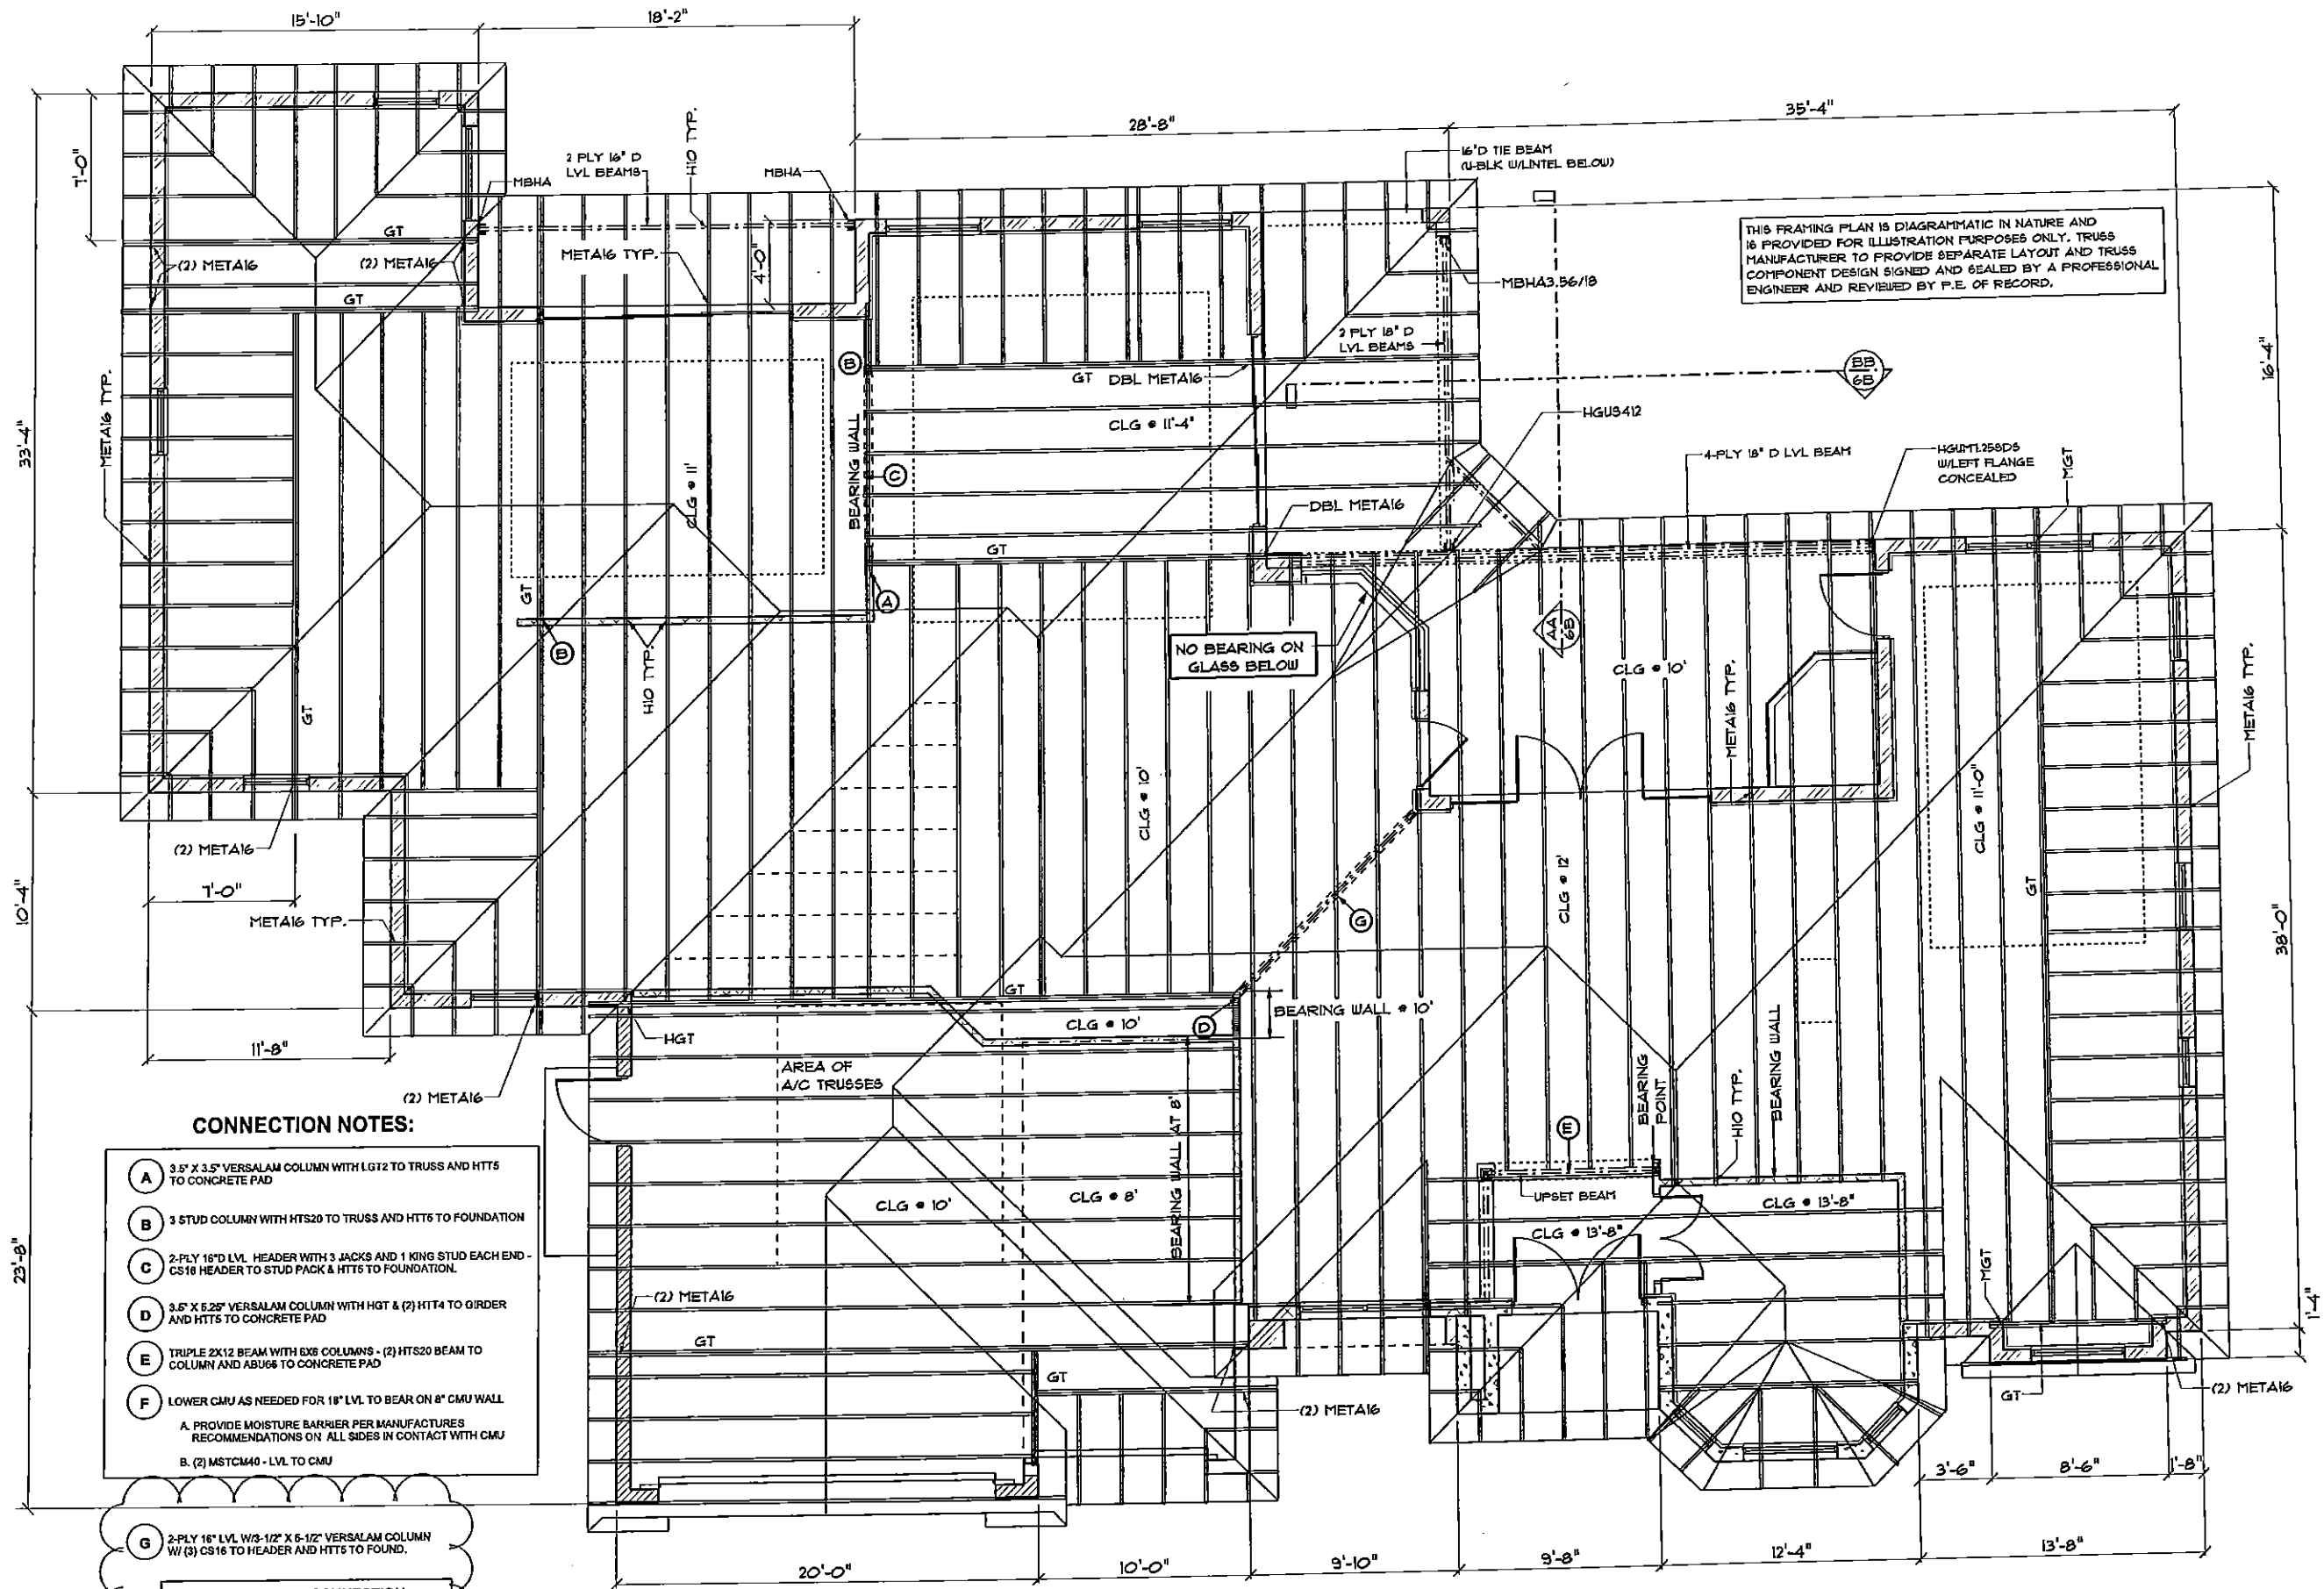 15'-10"
18'-2"
28'-8"
35'-4"
7'-0"
2 PLY 16" D
LVL BEAMS
H10 TYP.
MBHA
MBHA
16"D TIE BEAM
(U-BLK W/LINTEL BELOW)
THIS FRAMING PLAN IS DIAGRAMMATIC IN NATURE AND
IS PROVIDED FOR ILLUSTRATION PURPOSES ONLY. TRUSS
MANUFACTURER TO PROVIDE SEPARATE LAYOUT AND TRUSS
COMPONENT DESIGN SIGNED AND SEALED BY A PROFESSIONAL
ENGINEER AND REVIEWED BY P.E. OF RECORD.
GT
(2) META16
(2) META16
GT
META16 TYP.
4'-0"
MBHA3.56/18
2 PLY 18" D
LVL BEAMS
BB
6B
16'-4"
33'-4"
META16 TYP.
B
GT
DBL META16
HGUS412
CLG @ 11'-4"
BEARING WALL
CLG @ 11'
C
4-PLY 18" D LVL BEAM
HGUM7.25SDS
W/LEFT FLANGE
CONCEALED
MGT
DBL META16
GT
GT
A
B
H10 TYP.
NO BEARING ON
GLASS BELOW
AA
6B
CLG @ 10'
META16 TYP.
META16 TYP.
GT
CLG @ 10'
CLG @ 11'-0"
CLG @ 12'
GT
(2) META16
7'-0"
META16 TYP.
10'-4"
G
38'-0"
11'-8"
GT
CLG @ 10'
D
BEARING WALL @ 10'
HGT
AREA OF
A/C TRUSSES
(2) META16
BEARING WALL AT 8'
BEARING
POINT
H10 TYP.
BEARING WALL
E
UPSET BEAM
CLG @ 13'-8"
CLG @ 13'-8"
CLG @ 10'
CLG @ 8'
23'-8"
CONNECTION NOTES:
A 3.5" X 3.5" VERSALAM COLUMN WITH LGT2 TO TRUSS AND HTT5
TO CONCRETE PAD
B 3 STUD COLUMN WITH HTS20 TO TRUSS AND HTT5 TO FOUNDATION
C 2-PLY 16"D LVL HEADER WITH 3 JACKS AND 1 KING STUD EACH END -
CS16 HEADER TO STUD PACK & HTT5 TO FOUNDATION.
D 3.5" X 5.25" VERSALAM COLUMN WITH HGT & (2) HTT4 TO GIRDER
AND HTT5 TO CONCRETE PAD
E TRIPLE 2X12 BEAM WITH 6X6 COLUMNS - (2) HTS20 BEAM TO
COLUMN AND ABU66 TO CONCRETE PAD
F LOWER CMU AS NEEDED FOR 18" LVL TO BEAR ON 8" CMU WALL
A. PROVIDE MOISTURE BARRIER PER MANUFACTURES
RECOMMENDATIONS ON ALL SIDES IN CONTACT WITH CMU
B. (2) MSTCM40 - LVL TO CMU
G 2-PLY 16" LVL W/3-1/2" X 5-1/2" VERSALAM COLUMN
W/ (3) CS16 TO HEADER AND HTT5 TO FOUND.
(2) META16
GT
GT
(2) META16
MGT
GT
(2) META16
1'-4"
3'-6"
8'-6"
1'-8"
20'-0"
10'-0"
9'-10"
9'-8"
12'-4"
13'-8"